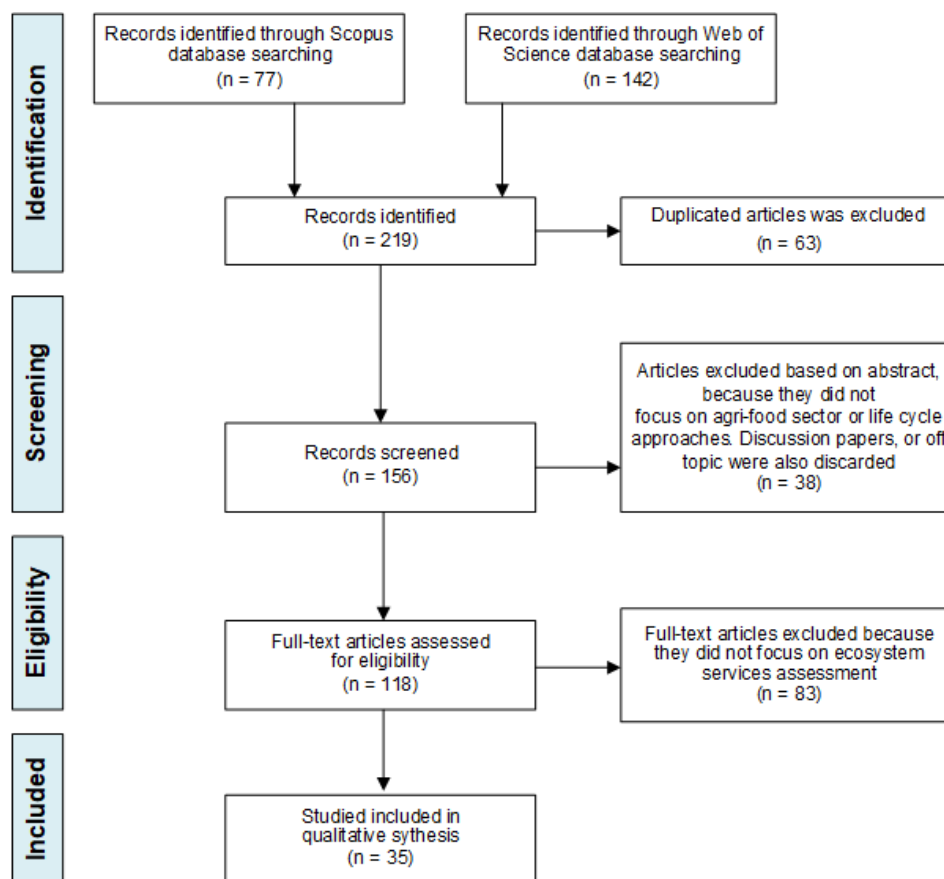 Identification
Records identified through Scopus
database searching
(n = 77)
Records identified through Web of
Science database searching
(n = 142)
Records identified
(n = 219)
Duplicated articles was excluded
(n = 63)
Screening
Records screened
(n = 156)
Articles excluded based on abstract,
because they did not
focus on agri-food sector or life cycle
approaches. Discussion papers, or off
topic were also discarded
(n = 38)
Eligibility
Full-text articles assessed
for eligibility
(n = 118)
Full-text articles excluded because
they did not focus on ecosystem
services assessment
(n = 83)
Included
Studied included in
qualitative sythesis
(n = 35)